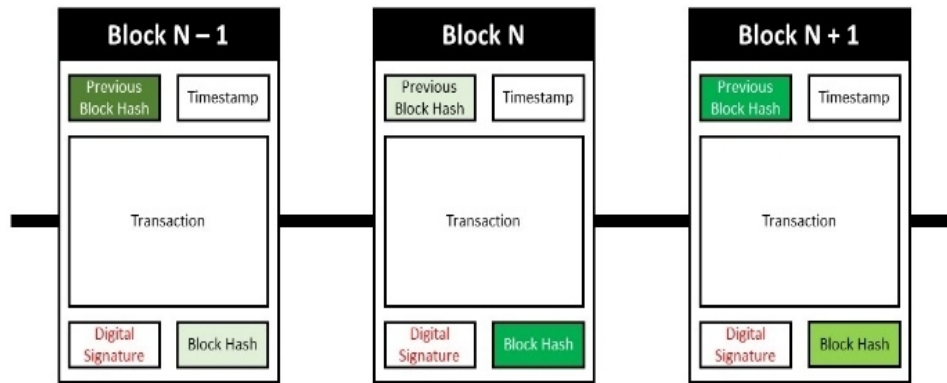 Block N – 1
Previous
Block Hash
Timestamp
Transaction
Digital
Signature
Block Hash
Block N
Previous
Block Hash
Timestamp
Transaction
Digital
Signature
Block Hash
Block N + 1
Previous
Block Hash
Timestamp
Transaction
Digital
Signature
Block Hash